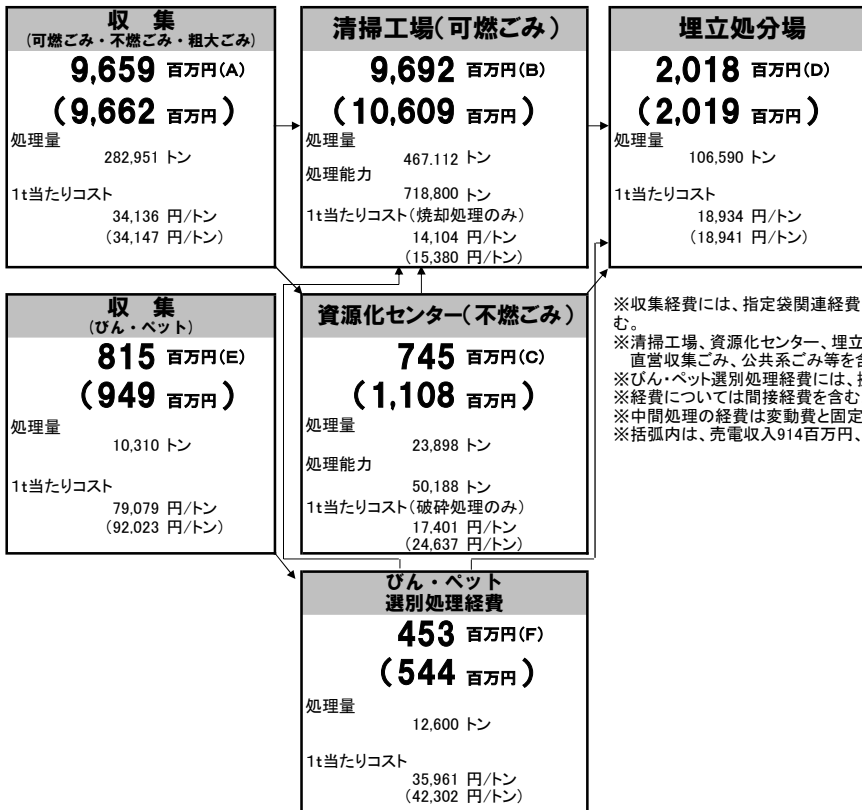 収　集
(可燃ごみ・不燃ごみ・粗大ごみ)
9,659 百万円(A)
(9,662 百万円)
処理量
282,951 トン
1t当たりコスト
34,136 円/トン
(34,147 円/トン)
清掃工場(可燃ごみ)
9,692 百万円(B)
(10,609 百万円)
処理量
467.112 トン
処理能力
718,800 トン
1t当たりコスト(焼却処理のみ)
14,104 円/トン
(15,380 円/トン)
埋立処分場
2,018 百万円(D)
(2,019 百万円)
処理量
106,590 トン
1t当たりコスト
18,934 円/トン
(18,941 円/トン)
収　集
(びん・ペット)
815 百万円(E)
(949 百万円)
処理量
10,310 トン
1t当たりコスト
79,079 円/トン
(92,023 円/トン)
資源化センター(不燃ごみ)
745 百万円(C)
(1,108 百万円)
処理量
23,898 トン
処理能力
50,188 トン
1t当たりコスト(破砕処理のみ)
17,401 円/トン
(24,637 円/トン)
※収集経費には、指定袋関連経費
む。
※清掃工場、資源化センター、埋立
直営収集ごみ、公共系ごみ等を含
※びん・ペット選別処理経費には、
※経費については間接経費を含む
※中間処理の経費は変動費と固定
※括弧内は、売電収入914百万円、
びん・ペット
選別処理経費
453 百万円(F)
(544 百万円)
処理量
12,600 トン
1t当たりコスト
35,961 円/トン
(42,302 円/トン)